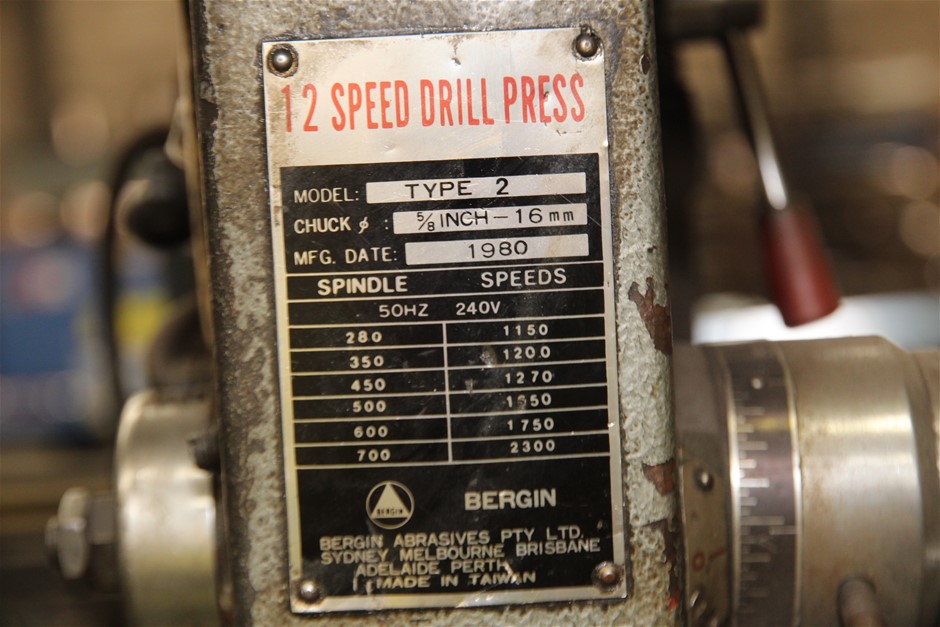 12 SPEED DRILL PRESS
MODEL: TYPE 2
CHUCK ϕ : 5/8 INCH - 16 mm
MFG. DATE: 1980
SPINDLE SPEEDS
50HZ 240V
280 1150
350 1200
450 1270
500
600 1750
700 2300
BERGIN BERGIN
BERGIN ABRASIVES PTY LTD.
SYDNEY MELBOURNE BRISBANE
ADELAIDE PERTH
MADE IN TAIWAN